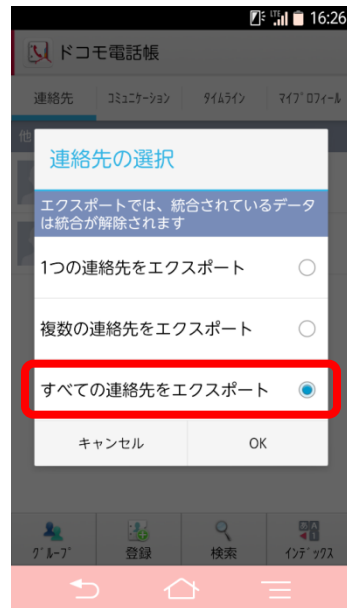 LTE 16:26
ドコモ電話帳
連絡先 ｺﾐｭﾆｹｰｼｮﾝ ﾀｲﾑﾗｲﾝ ﾏｲﾌﾟﾛﾌｨｰﾙ
他
連絡先の選択
エクスポートでは、統合されているデータ
は統合が解除されます
1つの連絡先をエクスポート
複数の連絡先をエクスポート
すべての連絡先をエクスポート
キャンセル OK
ｸﾞﾙｰﾌﾟ 登録 検索 ｲﾝﾃﾞｯｸｽ